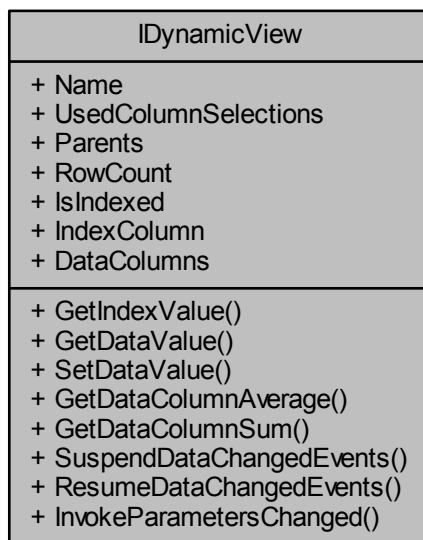 IDynamicView
+ Name
+ UsedColumnSelections
+ Parents
+ RowCount
+ IsIndexed
+ IndexColumn
+ DataColumns
+ GetIndexValue()
+ GetDataValue()
+ SetDataValue()
+ GetDataColumnAverage()
+ GetDataColumnSum()
+ SuspendDataChangedEvents()
+ ResumeDataChangedEvents()
+ InvokeParametersChanged()